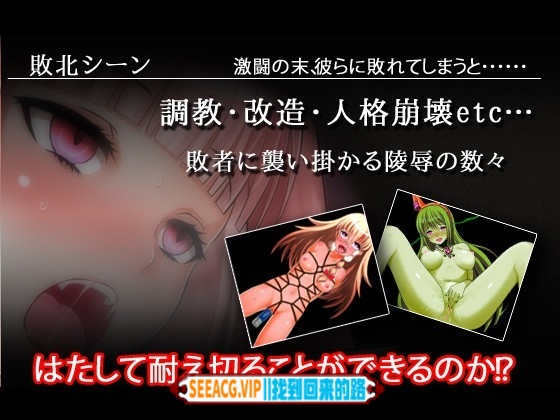 敗北シーン
激闘の末、彼らに敗れてしまうと……
調教・改造・人格崩壊etc…
敗者に襲い掛かる陵辱の数々
はたして耐え切ることができるのか!?
SEEACG.VIP||找到回来的路